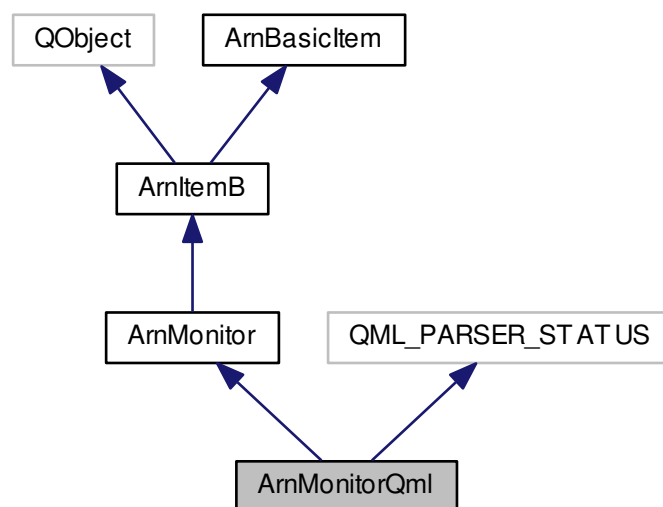 QObject
ArnBasicItem
ArnItemB
ArnMonitor
QML_PARSER_STATUS
ArnMonitorQml